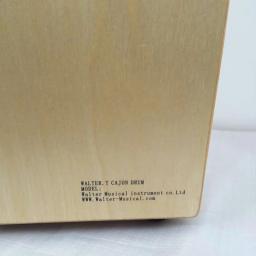 WALTER.T CAJON DRUM
MODEL:
Walter Musical instrument co.Ltd
WWW.Walter-Musical.com